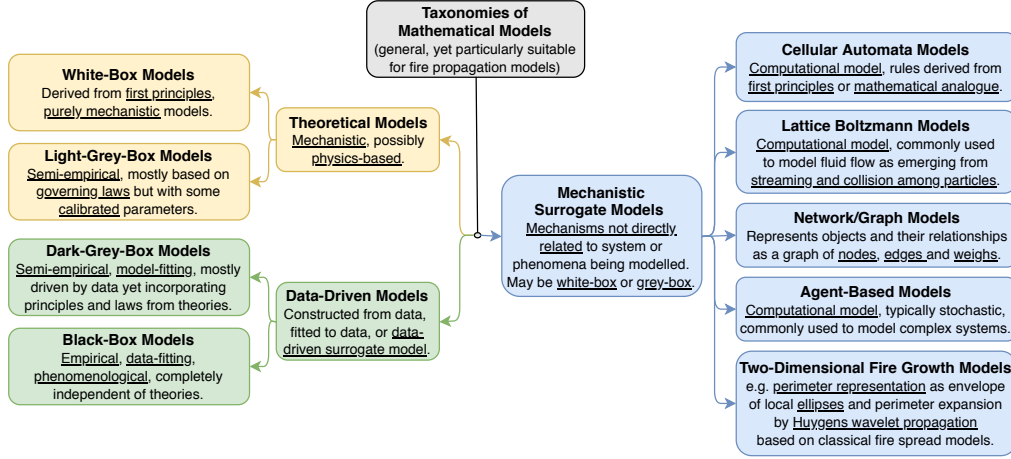 Taxonomies of
Mathematical Models
(general, yet particularly suitable
for fire propagation models)
White-Box Models
Derived from first principles,
purely mechanistic models.
Light-Grey-Box Models
Semi-empirical, mostly based on
governing laws but with some
calibrated parameters.
Theoretical Models
Mechanistic, possibly
physics-based.
Dark-Grey-Box Models
Semi-empirical, model-fitting, mostly
driven by data yet incorporating
principles and laws from theories.
Black-Box Models
Empirical, data-fitting,
phenomenological, completely
independent of theories.
Data-Driven Models
Constructed from data,
fitted to data, or data-
driven surrogate model.
Mechanistic
Surrogate Models
Mechanisms not directly
related to system or
phenomena being modelled.
May be white-box or grey-box.
Cellular Automata Models
Computational model, rules derived from
first principles or mathematical analogue.
Lattice Boltzmann Models
Computational model, commonly used
to model fluid flow as emerging from
streaming and collision among particles.
Network/Graph Models
Represents objects and their relationships
as a graph of nodes, edges and weighs.
Agent-Based Models
Computational model, typically stochastic,
commonly used to model complex systems.
Two-Dimensional Fire Growth Models
e.g. perimeter representation as envelope
of local ellipses and perimeter expansion
by Huygens wavelet propagation
based on classical fire spread models.